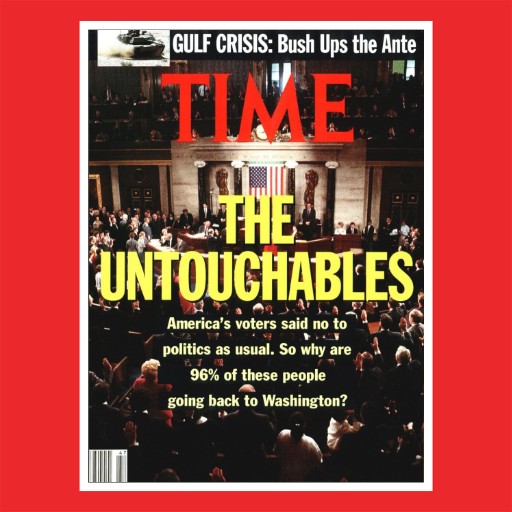 GULF CRISIS: Bush Ups the Ante
TIME
THE
UNTOUCHABLES
America's voters said no to
politics as usual. So why are
96% of these people
going back to Washington?
47